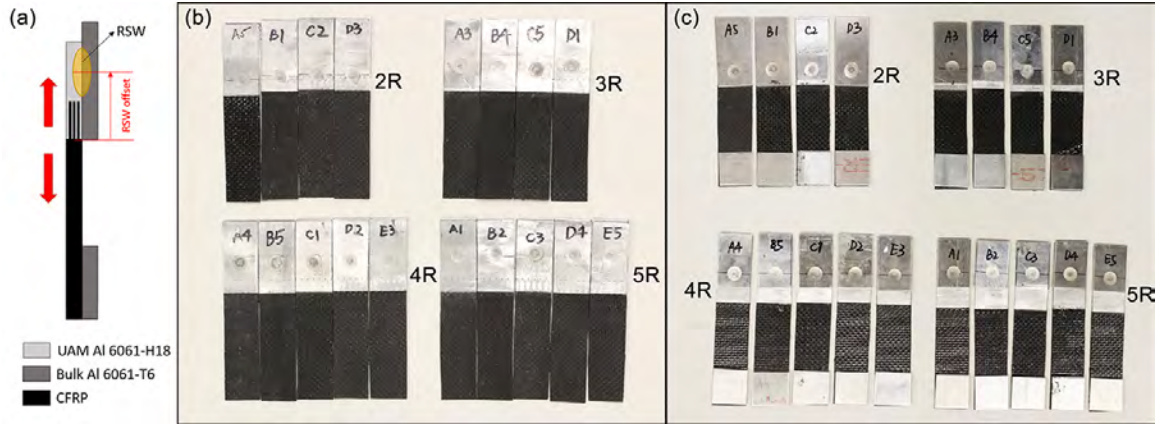 (a)
RSW
RSW offset
UAM Al 6061-H18
Bulk Al 6061-T6
CFRP
(b)
A5 B1 C2 D3
2R
A3 B4 C5 D1
3R
A4 B5 C1 D2 E3
4R
A1 B2 C3 D4 E5
5R
(c)
A5 B1 C2 D3
2R
A3 B4 C5 D1
3R
4R
A4 B5 C1 D2 E3
A1 B2 C3 D4 E5
5R